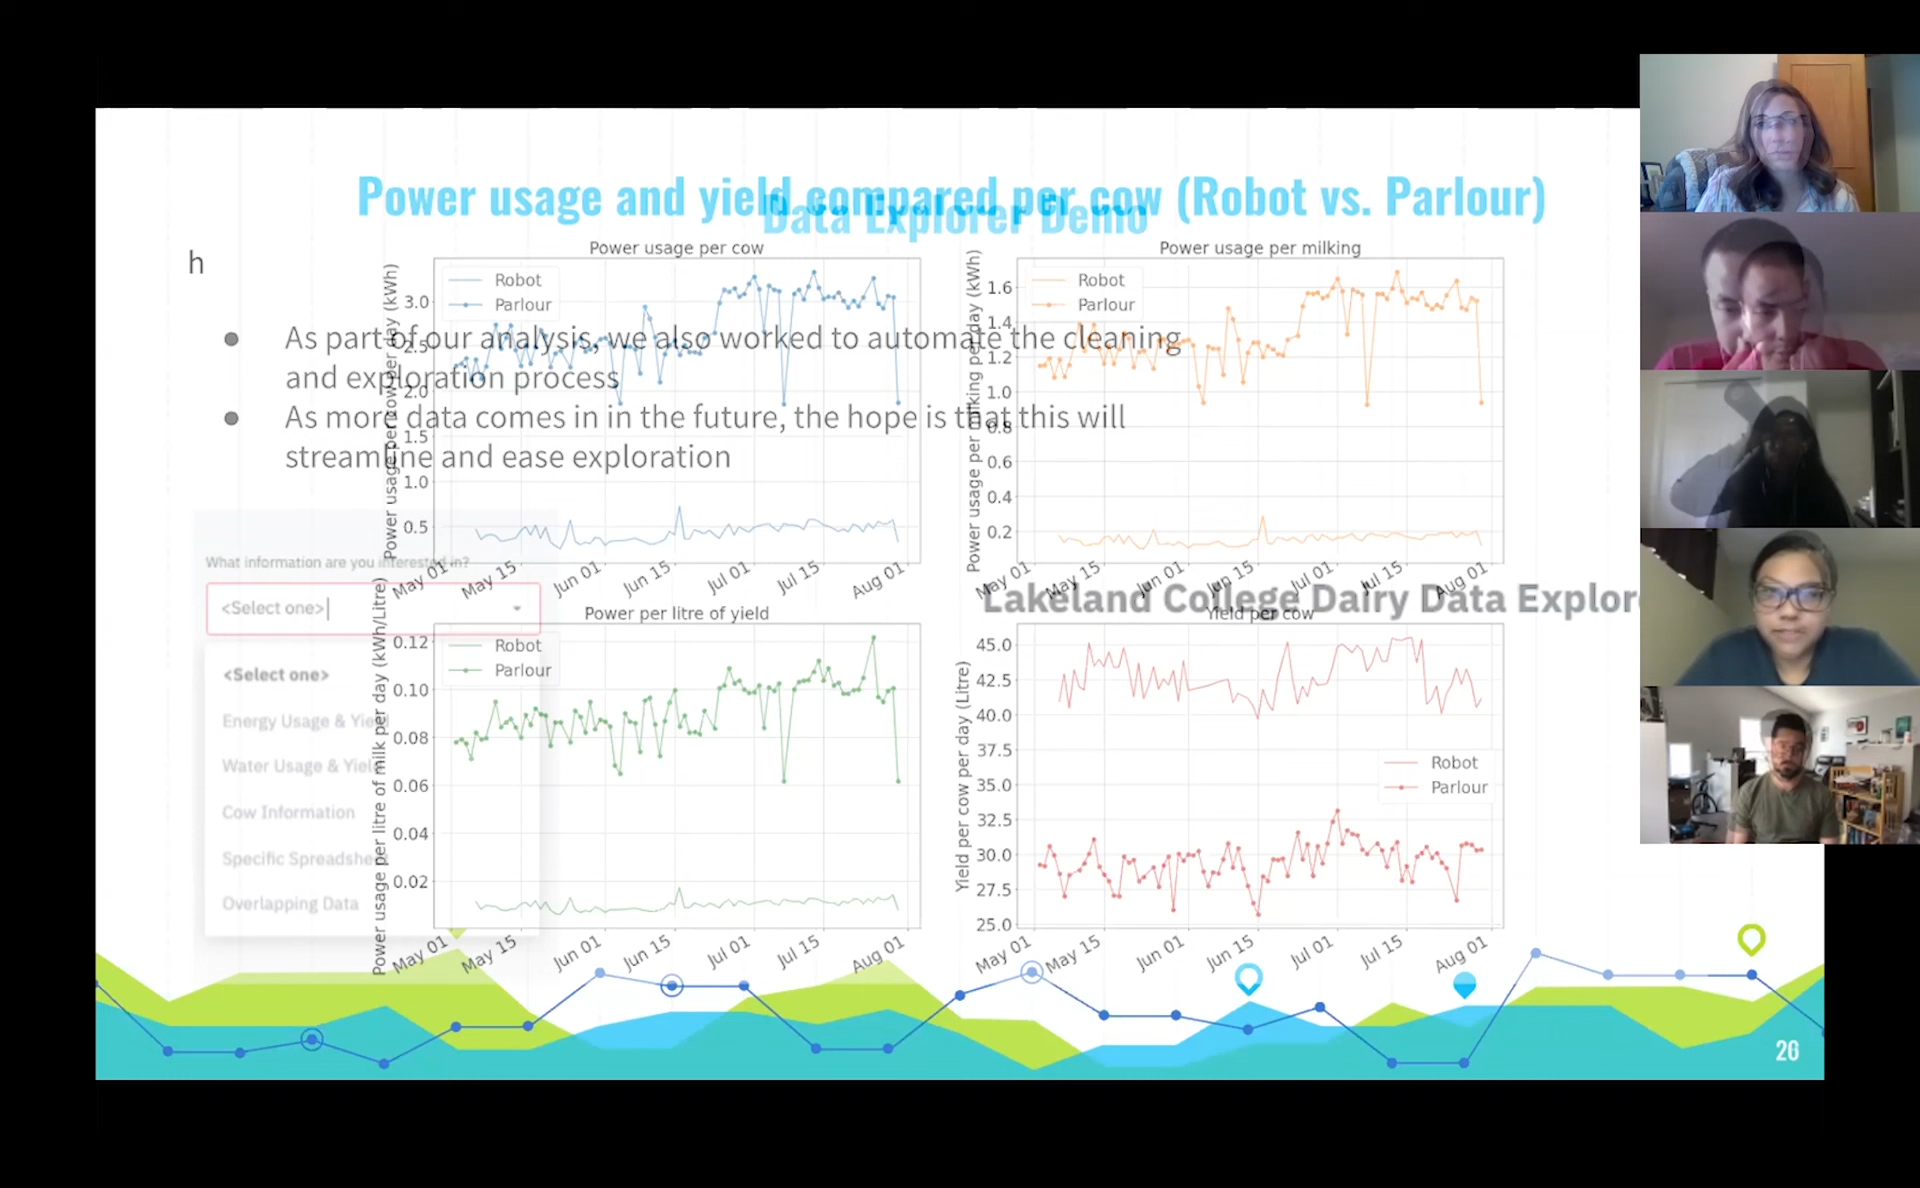 Power usage and yield compared per cow (Robot vs. Parlour)
Data Explorer Demo
h
As part of our analysis, we also worked to automate the cleaning
and exploration process
As more data comes in in the future, the hope is that this will
streamline and ease exploration
Power usage per cow
Robot
Parlour
Power usage per cow per day (kWh)
3.0
2.5
2.0
1.5
1.0
0.5
May 01
May 15
Jun 01
Jun 15
Jul 01
Jul 15
Aug 01
Power usage per milking
Robot
Parlour
Power usage per milking per day (kWh)
1.6
1.4
1.2
1.0
0.8
0.6
0.4
0.2
May 01
May 15
Jun 01
Jun 15
Jul 01
Jul 15
Aug 01
What information are you interested in?
<Select one>
<Select one>
Energy Usage & Yield
Water Usage & Yield
Cow Information
Specific Spreadsheet
Overlapping Data
Lakeland College Dairy Data Explor
Power per litre of yield
Robot
Parlour
Power usage per litre of milk per day (kWh/Litre)
0.12
0.10
0.08
0.06
0.04
0.02
May 01
May 15
Jun 01
Jun 15
Jul 01
Jul 15
Aug 01
Yield per cow
Robot
Parlour
Yield per cow per day (Litre)
45.0
42.5
40.0
37.5
35.0
32.5
30.0
27.5
25.0
May 01
May 15
Jun 01
Jun 15
Jul 01
Jul 15
Aug 01
26